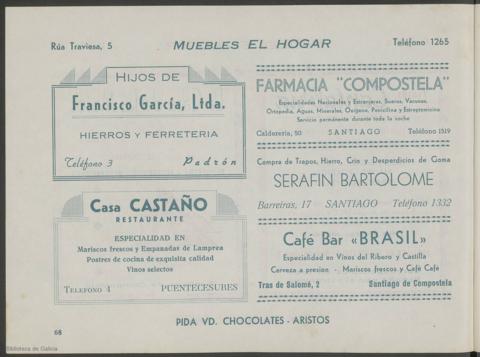 Rúa Traviesa, 5 MUEBLES EL HOGAR Teléfono 1265
HIJOS DE
Francisco García, Ltda.
HIERROS Y FERRETERIA
Teléfono 3 Padrón
Casa CASTAÑO
RESTAURANTE
ESPECIALIDAD EN
Mariscos frescos y Empanadas de Lamprea
Postres de cocina de exquisita calidad
Vinos selectos
TELEFONO 4 PUENTECESURES
FARMACIA "COMPOSTELA"
Especialidades Nacionales y Extranjeras, Sueros, Vacunas,
Ortopedia, Aguas, Minerales, Oxígeno, Penicilina y Estreptomicina
Servicio permanente durante toda la noche
Calderería, 50 SANTIAGO Teléfono 1519
Compra de Trapos, Hierro, Crin y Desperdicios de Goma
SERAFIN BARTOLOME
Barreiras, 17 SANTIAGO Teléfono 1332
Café Bar «BRASIL»
Especialidad en Vinos del Ribero y Castilla
Cerveza a presion - Mariscos frescos y Café Café
Tras de Salomé, 2 Santiago de Compostela
PIDA VD. CHOCOLATES - ARISTOS
68
Biblioteca de Galicia